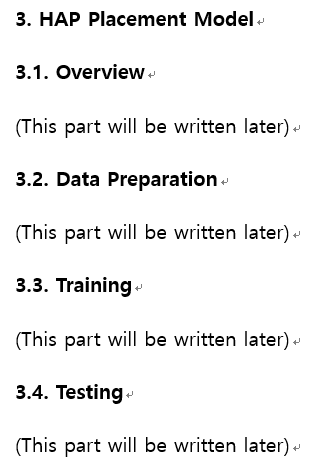 3. HAP Placement Model
3.1. Overview
(This part will be written later)
3.2. Data Preparation
(This part will be written later)
3.3. Training
(This part will be written later)
3.4. Testing
(This part will be written later)